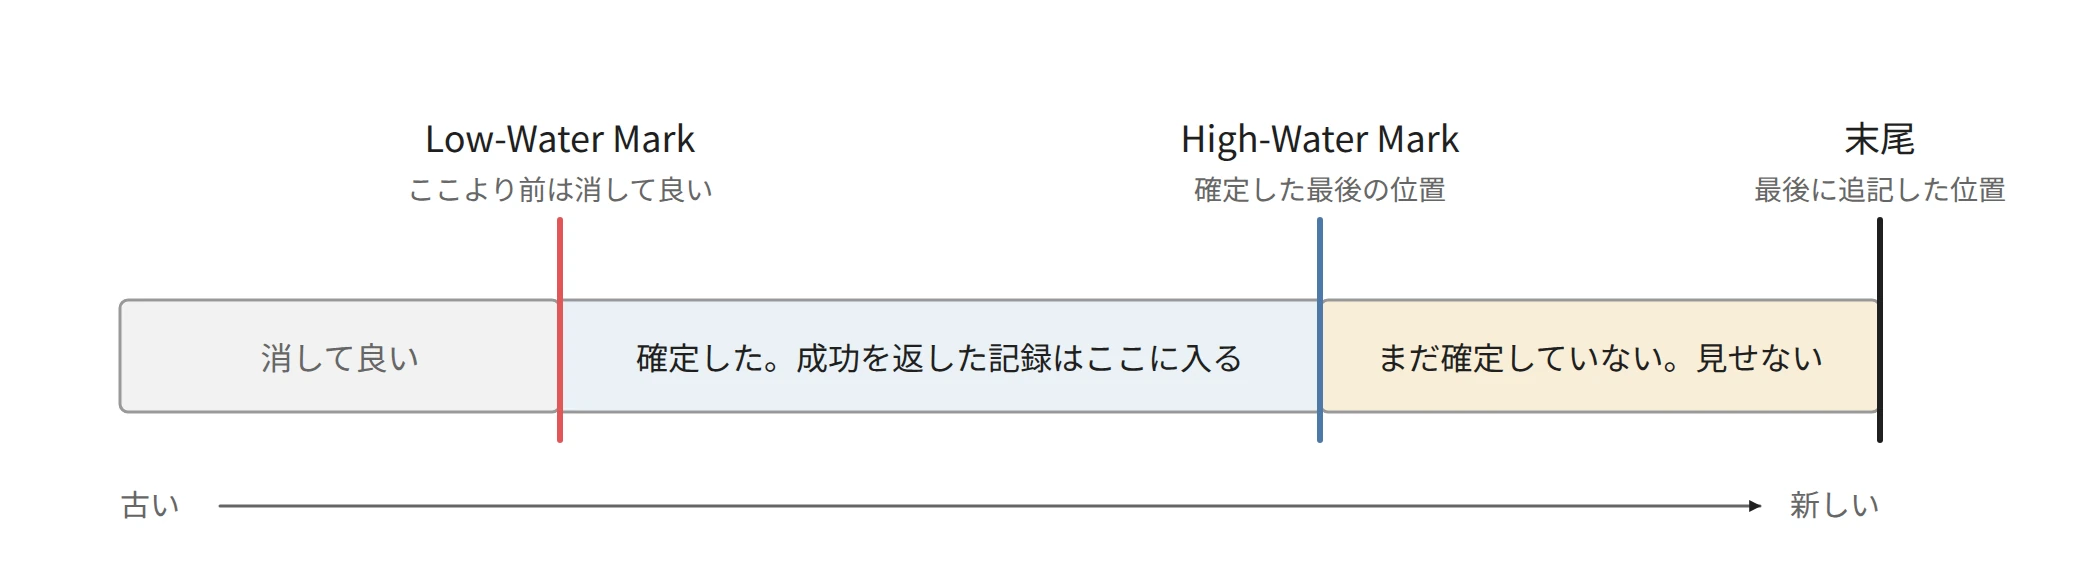 Low-Water Mark
ここより前は消して良い
High-Water Mark
確定した最後の位置
末尾
最後に追記した位置
消して良い
確定した。成功を返した記録はここに入る
まだ確定していない。見せない
古い
新しい